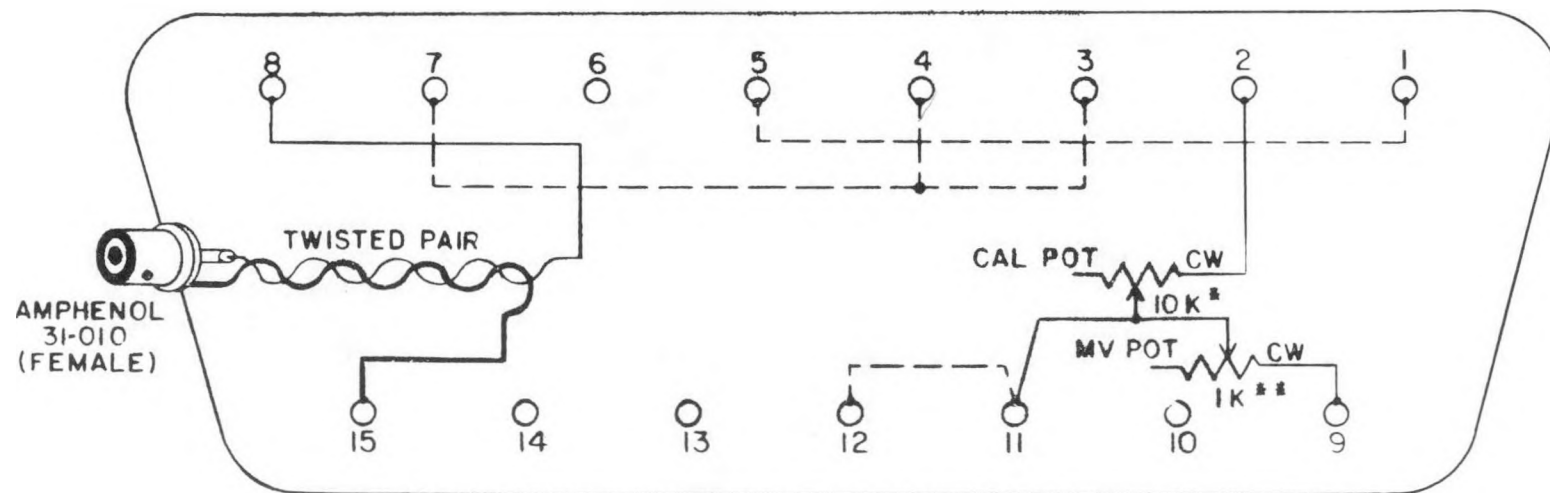 8 7 6 5 4 3 2 1
TWISTED PAIR
CAL POT CW
10K*
AMPHENOL
31-010
(FEMALE)
MV POT CW
1K**
15 14 13 12 11 10 9